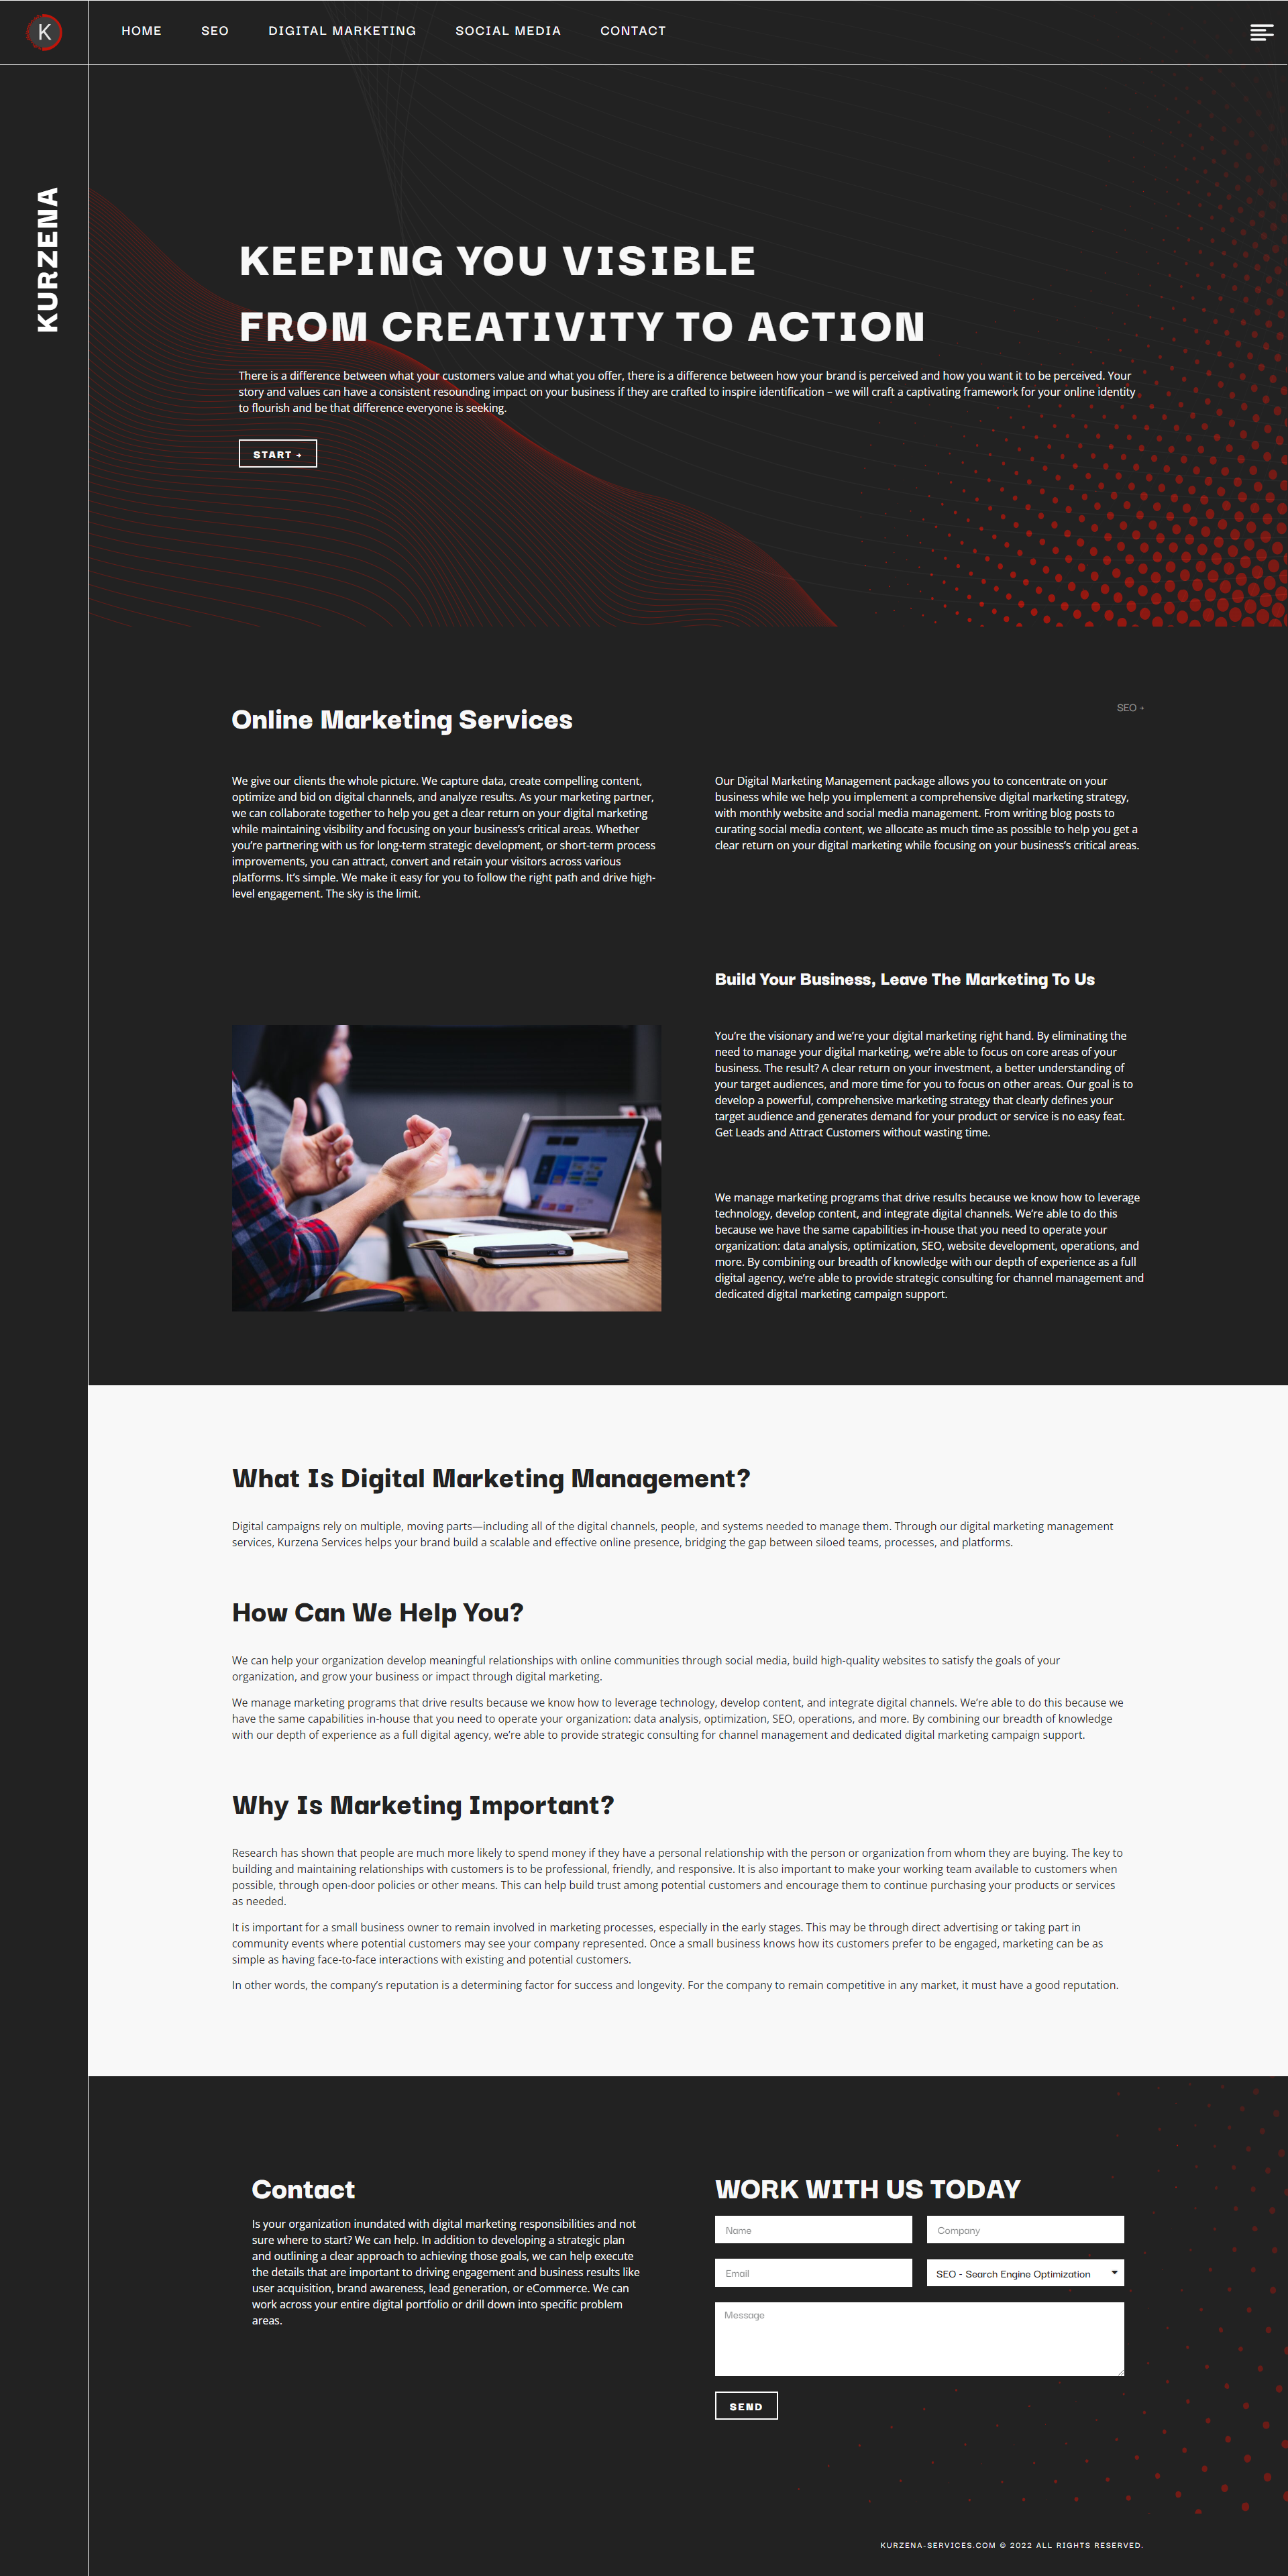 K
HOME SEO DIGITAL MARKETING SOCIAL MEDIA CONTACT
KURZENA
KEEPING YOU VISIBLE
FROM CREATIVITY TO ACTION
There is a difference between what your customers value and what you offer, there is a difference between how your brand is perceived and how you want it to be perceived. Your
story and values can have a consistent resounding impact on your business if they are crafted to inspire identification – we will craft a captivating framework for your online identity
to flourish and be that difference everyone is seeking.
START →
Online Marketing Services
SEO →
We give our clients the whole picture. We capture data, create compelling content,
optimize and bid on digital channels, and analyze results. As your marketing partner,
we can collaborate together to help you get a clear return on your digital marketing
while maintaining visibility and focusing on your business’s critical areas. Whether
you’re partnering with us for long-term strategic development, or short-term process
improvements, you can attract, convert and retain your visitors across various
platforms. It’s simple. We make it easy for you to follow the right path and drive high-
level engagement. The sky is the limit.
Our Digital Marketing Management package allows you to concentrate on your
business while we help you implement a comprehensive digital marketing strategy,
with monthly website and social media management. From writing blog posts to
curating social media content, we allocate as much time as possible to help you get a
clear return on your digital marketing while focusing on your business’s critical areas.
Build Your Business, Leave The Marketing To Us
You’re the visionary and we’re your digital marketing right hand. By eliminating the
need to manage your digital marketing, we’re able to focus on core areas of your
business. The result? A clear return on your investment, a better understanding of
your target audiences, and more time for you to focus on other areas. Our goal is to
develop a powerful, comprehensive marketing strategy that clearly defines your
target audience and generates demand for your product or service is no easy feat.
Get Leads and Attract Customers without wasting time.
We manage marketing programs that drive results because we know how to leverage
technology, develop content, and integrate digital channels. We’re able to do this
because we have the same capabilities in-house that you need to operate your
organization: data analysis, optimization, SEO, website development, operations, and
more. By combining our breadth of knowledge with our depth of experience as a full
digital agency, we’re able to provide strategic consulting for channel management and
dedicated digital marketing campaign support.
What Is Digital Marketing Management?
Digital campaigns rely on multiple, moving parts—including all of the digital channels, people, and systems needed to manage them. Through our digital marketing management
services, Kurzena Services helps your brand build a scalable and effective online presence, bridging the gap between siloed teams, processes, and platforms.
How Can We Help You?
We can help your organization develop meaningful relationships with online communities through social media, build high-quality websites to satisfy the goals of your
organization, and grow your business or impact through digital marketing.
We manage marketing programs that drive results because we know how to leverage technology, develop content, and integrate digital channels. We’re able to do this because we
have the same capabilities in-house that you need to operate your organization: data analysis, optimization, SEO, operations, and more. By combining our breadth of knowledge
with our depth of experience as a full digital agency, we’re able to provide strategic consulting for channel management and dedicated digital marketing campaign support.
Why Is Marketing Important?
Research has shown that people are much more likely to spend money if they have a personal relationship with the person or organization from whom they are buying. The key to
building and maintaining relationships with customers is to be professional, friendly, and responsive. It is also important to make your working team available to customers when
possible, through open-door policies or other means. This can help build trust among potential customers and encourage them to continue purchasing your products or services
as needed.
It is important for a small business owner to remain involved in marketing processes, especially in the early stages. This may be through direct advertising or taking part in
community events where potential customers may see your company represented. Once a small business knows how its customers prefer to be engaged, marketing can be as
simple as having face-to-face interactions with existing and potential customers.
In other words, the company’s reputation is a determining factor for success and longevity. For the company to remain competitive in any market, it must have a good reputation.
Contact
Is your organization inundated with digital marketing responsibilities and not
sure where to start? We can help. In addition to developing a strategic plan
and outlining a clear approach to achieving those goals, we can help execute
the details that are important to driving engagement and business results like
user acquisition, brand awareness, lead generation, or eCommerce. We can
work across your entire digital portfolio or drill down into specific problem
areas.
WORK WITH US TODAY
Name Company
Email SEO - Search Engine Optimization
Message
SEND
KURZENA-SERVICES.COM © 2022 ALL RIGHTS RESERVED.